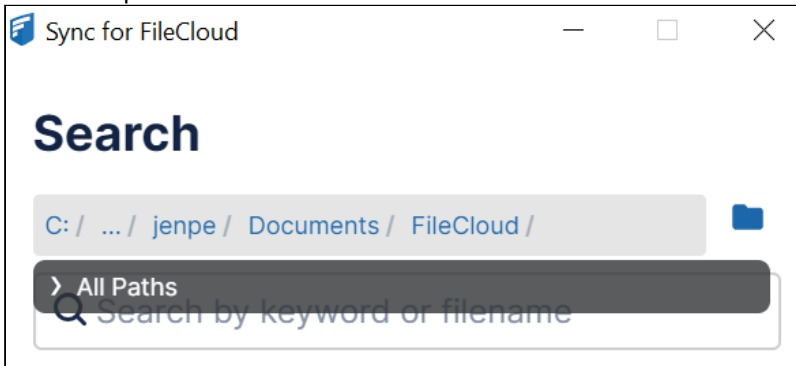 Sync for FileCloud
Search
C: / ... / jenpe / Documents / FileCloud /
❯ All Paths
Search by keyword or filename